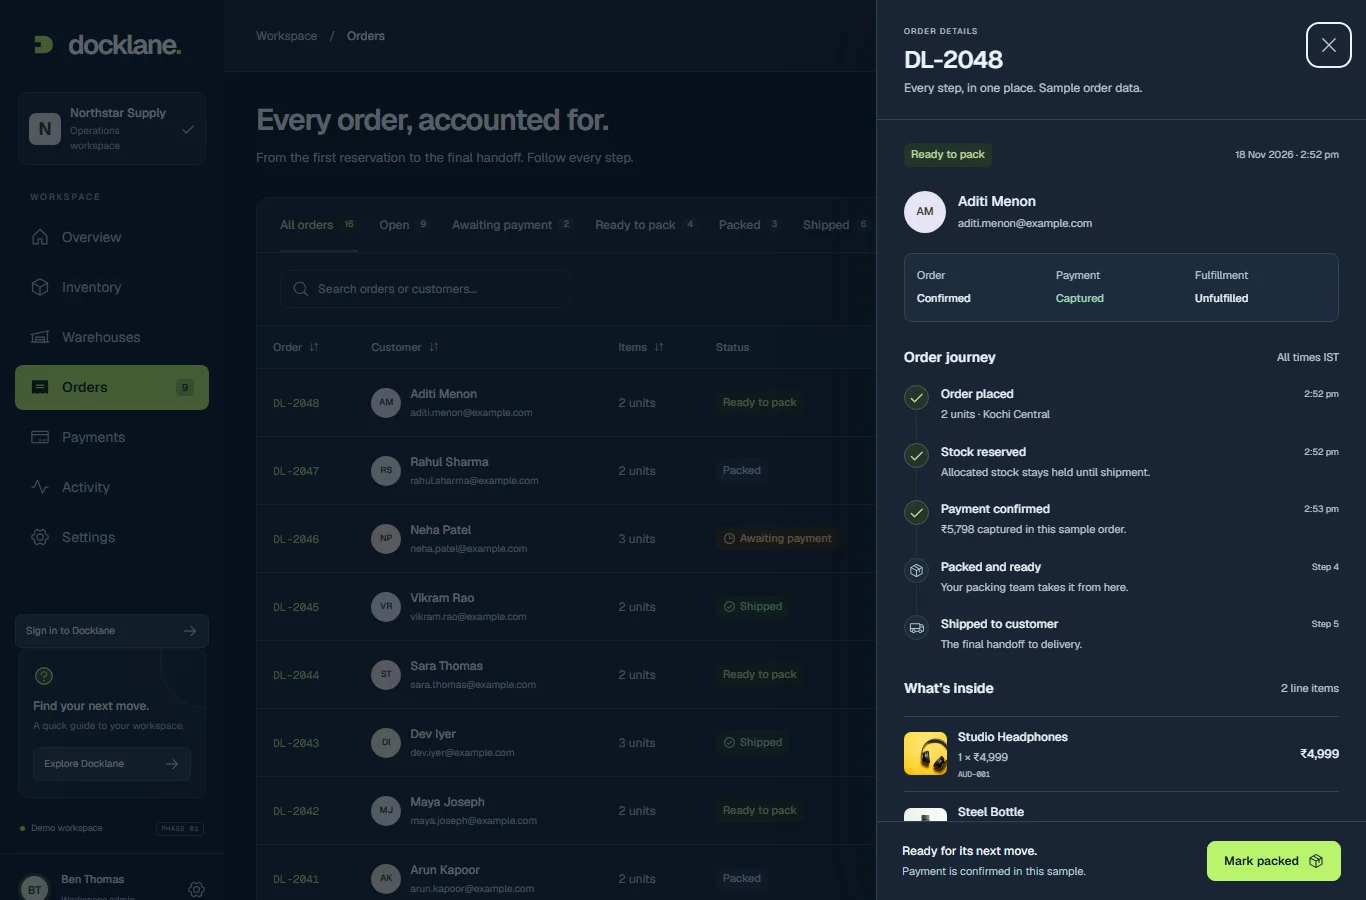 docklane.
N
Northstar Supply
Operations
workspace
WORKSPACE
Overview
Inventory
Warehouses
Orders 9
Payments
Activity
Settings
Sign in to Docklane
Find your next move.
A quick guide to your workspace.
Explore Docklane
Demo workspace PHASE 01
BT
Ben Thomas
Workspace admin
Workspace / Orders
Every order, accounted for.
From the first reservation to the final handoff. Follow every step.
All orders 16 Open 9 Awaiting payment 2 Ready to pack 4 Packed 3 Shipped 6
Search orders or customers...
Order Customer Items Status
DL-2048 AM Aditi Menon 2 units Ready to pack
aditi.menon@example.com
DL-2047 RS Rahul Sharma 2 units Packed
rahul.sharma@example.com
DL-2046 NP Neha Patel 3 units Awaiting payment
neha.patel@example.com
DL-2045 VR Vikram Rao 2 units Shipped
vikram.rao@example.com
DL-2044 ST Sara Thomas 2 units Ready to pack
sara.thomas@example.com
DL-2043 DI Dev Iyer 3 units Shipped
dev.iyer@example.com
DL-2042 MJ Maya Joseph 2 units Ready to pack
maya.joseph@example.com
DL-2041 AK Arun Kapoor 2 units Packed
arun.kapoor@example.com
ORDER DETAILS
DL-2048
Every step, in one place. Sample order data.
Ready to pack 18 Nov 2026 · 2:52 pm
AM
Aditi Menon
aditi.menon@example.com
Order Payment Fulfillment
Confirmed Captured Unfulfilled
Order journey All times IST
Order placed 2:52 pm
2 units · Kochi Central
Stock reserved 2:52 pm
Allocated stock stays held until shipment.
Payment confirmed 2:53 pm
₹5,798 captured in this sample order.
Packed and ready Step 4
Your packing team takes it from here.
Shipped to customer Step 5
The final handoff to delivery.
What's inside 2 line items
Studio Headphones
1 × ₹4,999 ₹4,999
AUD-001
Steel Bottle
Ready for its next move.
Payment is confirmed in this sample.
Mark packed